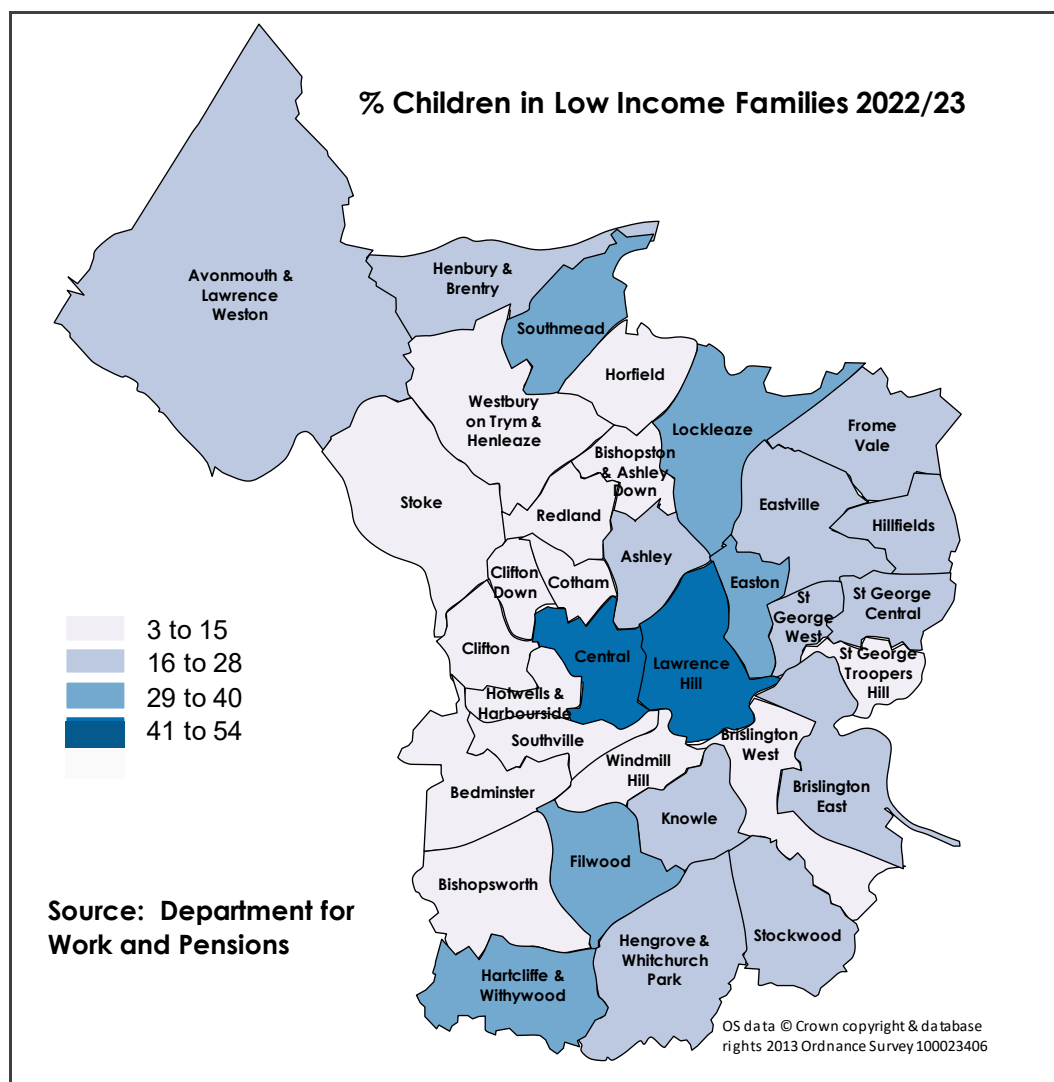 % Children in Low Income Families 2022/23
Avonmouth &
Lawrence
Weston
Henbury &
Brentry
Southmead
Horfield
Westbury
on Trym &
Henleaze
Lockleaze
Frome
Vale
Bishopston
& Ashley
Down
Stoke
Redland
Eastville
Hillfields
Ashley
Clifton
Down
Cotham
Easton
St
George
West
St George
Central
3 to 15
16 to 28
29 to 40
41 to 54
Clifton
Central
Lawrence
Hill
St George
Troopers
Hill
Hotwells &
Harbourside
Southville
Brislington
West
Windmill
Hill
Bedminster
Brislington
East
Knowle
Filwood
Bishopsworth
Source:  Department for
Work and Pensions
Hengrove &
Whitchurch
Park
Stockwood
Hartcliffe &
Withywood
OS data © Crown copyright & database
rights 2013 Ordnance Survey 100023406